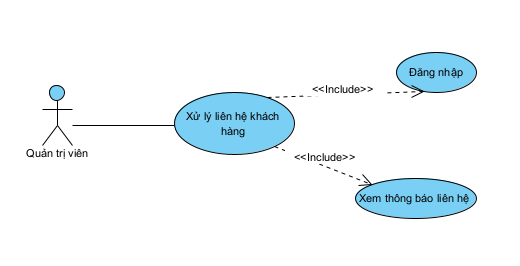 Đăng nhập
<<Include>>
Xử lý liên hệ khách
hàng
Quản trị viên
<<Include>>
Xem thông báo liên hệ